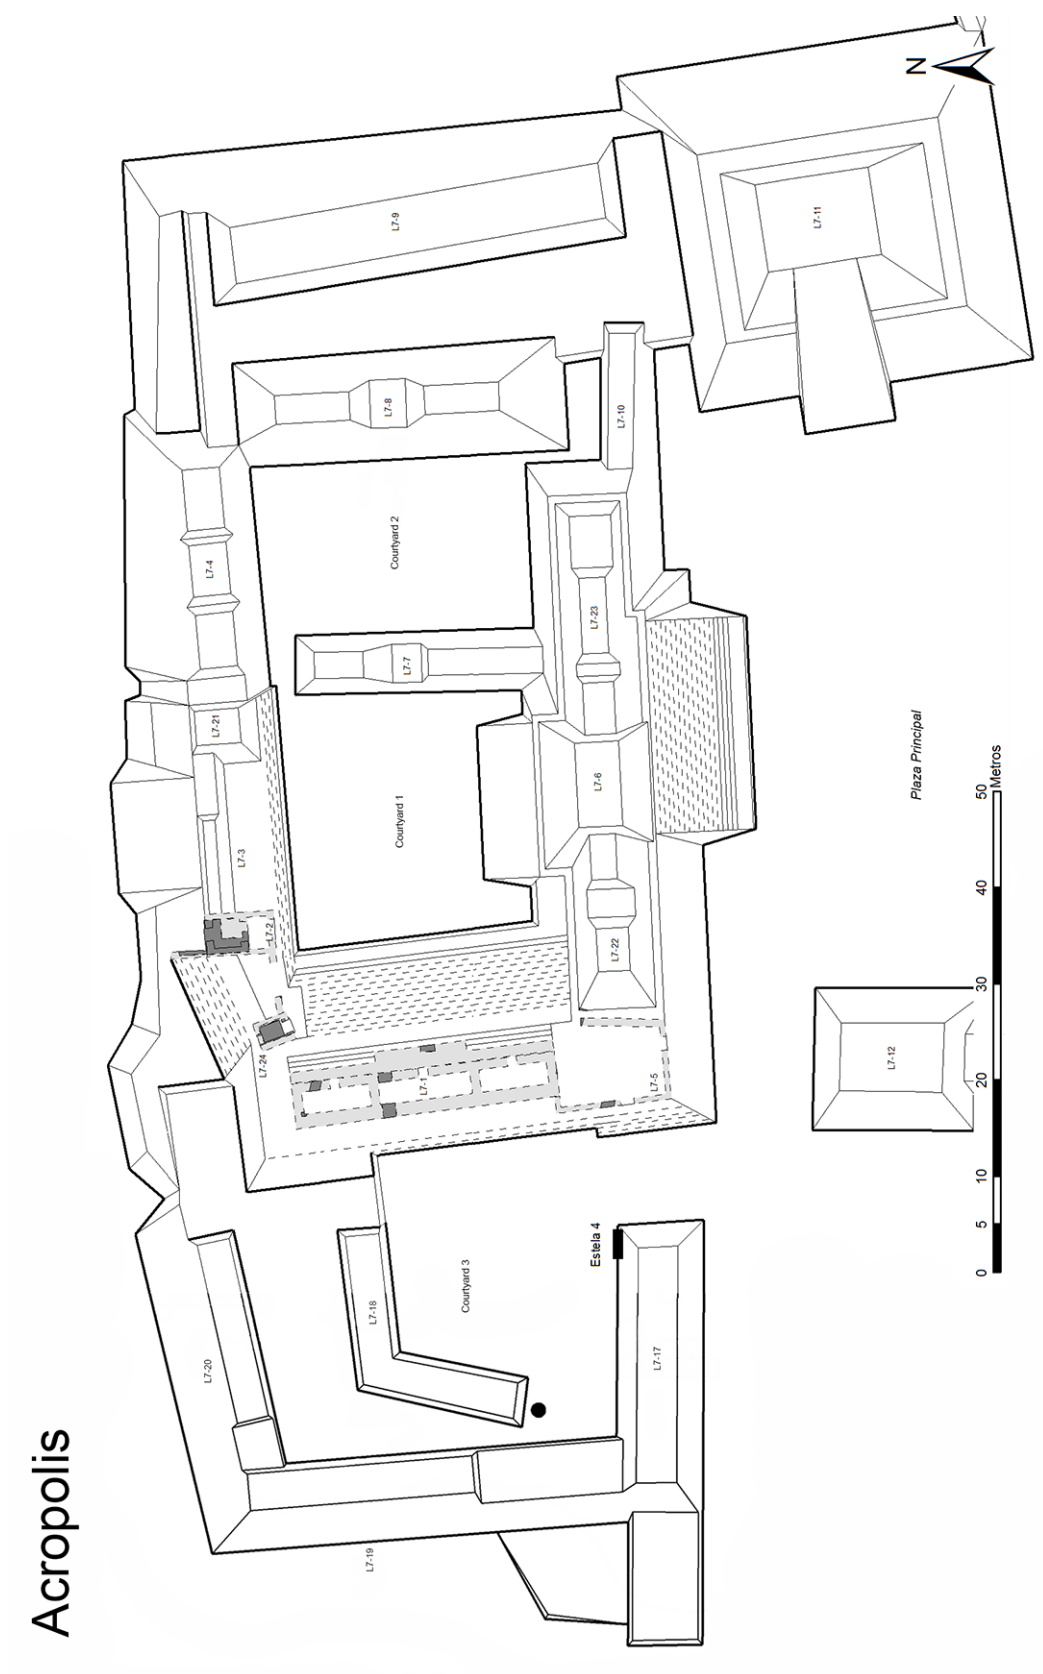 Acropolis
N
L7-11
L7-9
L7-8
L7-10
Courtyard 2
L7-4
L7-23
L7-7
L7-21
L7-6
Courtyard 1
L7-3
L7-2
L7-22
L7-24
L7-1
L7-5
L7-12
Plaza Principal
0 5 10 20 30 40 50
Metros
Estela 4
Courtyard 3
L7-18
L7-20
L7-17
L7-19